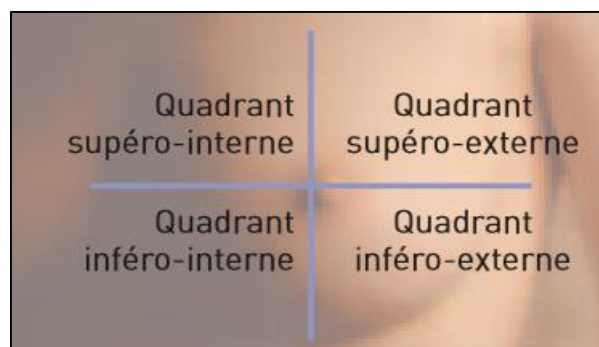 Quadrant
supéro-interne
Quadrant
supéro-externe
Quadrant
inféro-interne
Quadrant
inféro-externe